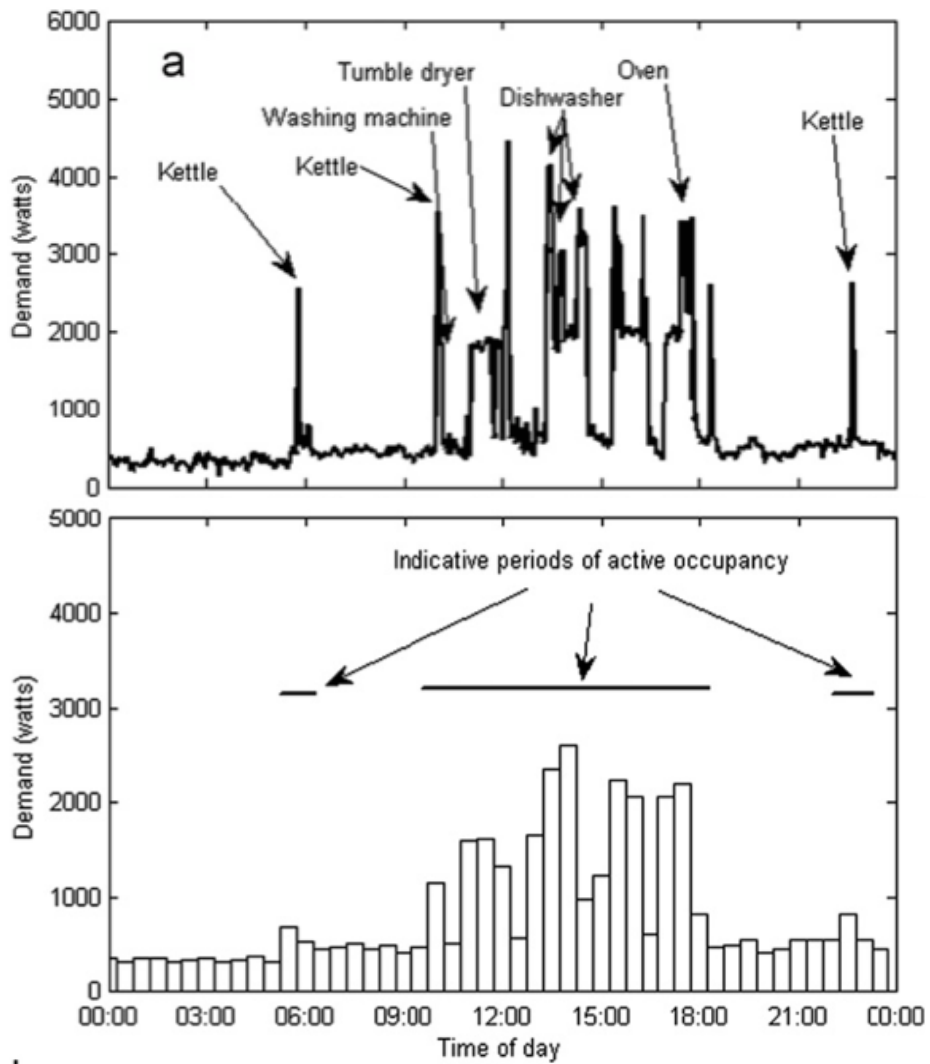 6000
a
Tumble dryer
Oven
5000
Dishwasher
Washing machine
Kettle
Kettle
Kettle
4000
3000
2000
1000
0
Demand (watts)
5000
Indicative periods of active occupancy
4000
3000
2000
1000
0
Demand (watts)
00:00 03:00 06:00 09:00 12:00 15:00 18:00 21:00 00:00
Time of day